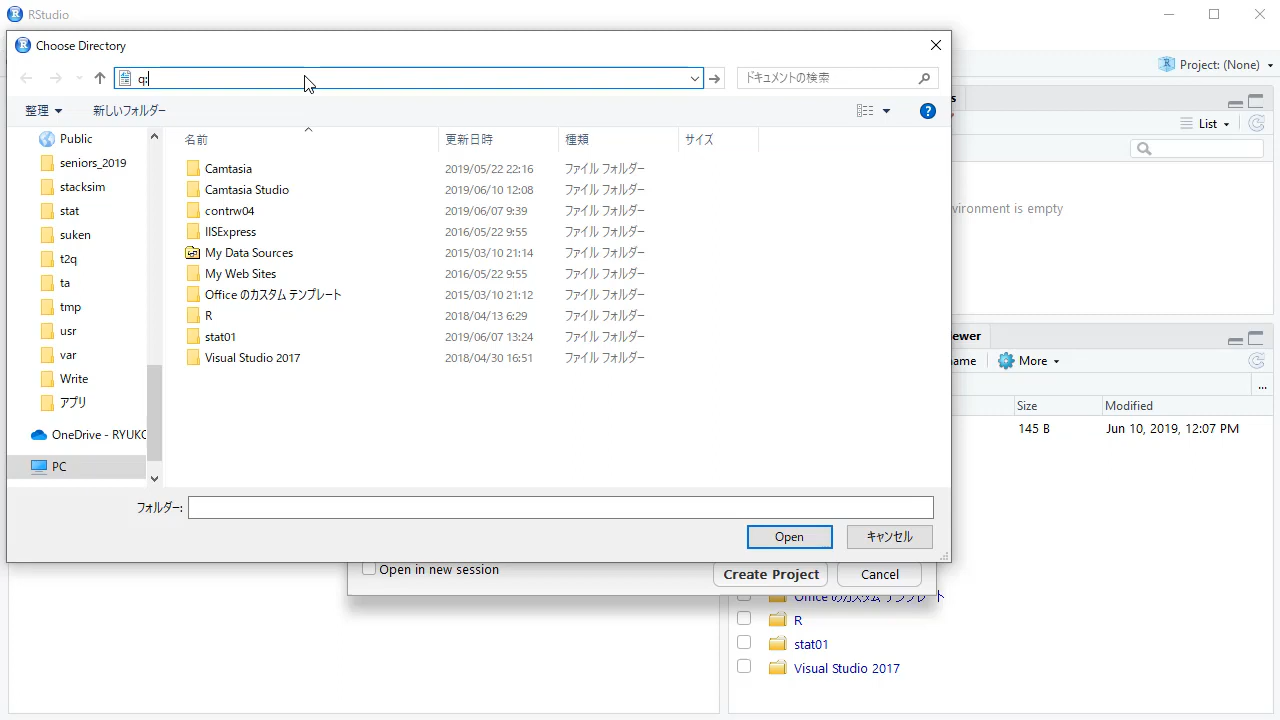 RStudio
Choose Directory
Project: (None)
q:
ドキュメントの検索
s
整理
新しいフォルダー
List
Public
名前
更新日時
種類
サイズ
seniors_2019
Camtasia
2019/05/22 22:16
ファイル フォルダー
stacksim
Camtasia Studio
2019/06/10 12:08
ファイル フォルダー
stat
contrw04
2019/06/07 9:39
ファイル フォルダー
vironment is empty
suken
IISExpress
2016/05/22 9:55
ファイル フォルダー
t2q
My Data Sources
2015/03/10 21:14
ファイル フォルダー
ta
My Web Sites
2016/05/22 9:55
ファイル フォルダー
tmp
Office のカスタム テンプレート
2015/03/10 21:12
ファイル フォルダー
usr
R
2018/04/13 6:29
ファイル フォルダー
var
stat01
2019/06/07 13:24
ファイル フォルダー
Write
Visual Studio 2017
2018/04/30 16:51
ファイル フォルダー
アプリ
OneDrive - RYUKO
PC
ewer
ame
More
...
Size
Modified
145 B
Jun 10, 2019, 12:07 PM
フォルダー:
Open
キャンセル
Open in new session
Create Project
Cancel
Office のカスタム テンプレート
R
stat01
Visual Studio 2017